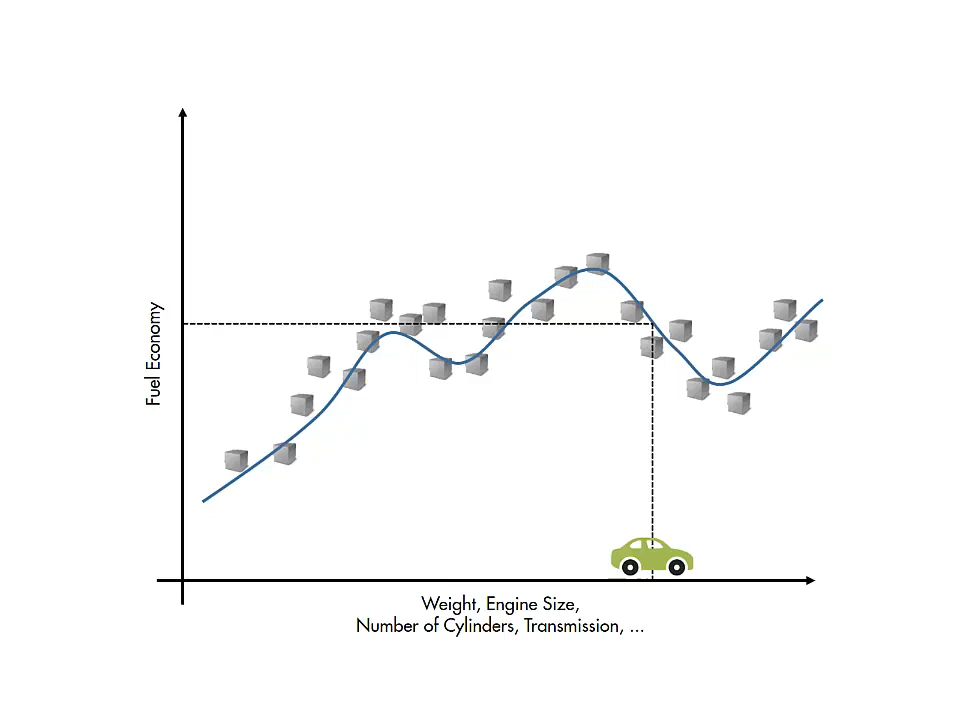 Fuel Economy
Weight, Engine Size,
Number of Cylinders, Transmission, ...